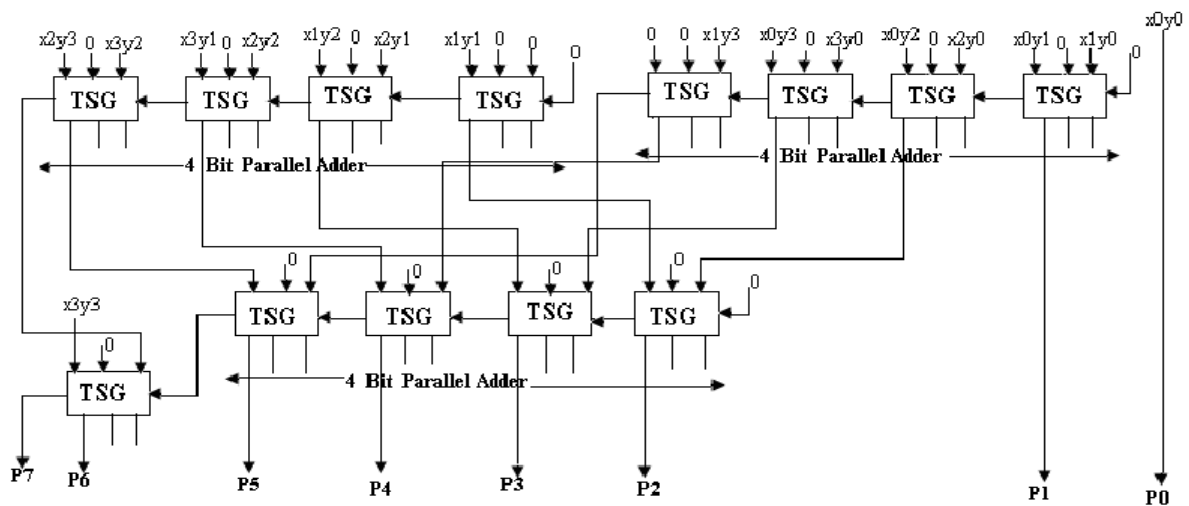 x0y0
x2y3 0 x3y2 x3y1 0 x2y2 x1y2 0 x2y1 x1y1 0 0 0 0 0 x1y3 x0y3 0 x3y0 x0y2 0 x2y0 x0y1 0 x1y0 0
TSG TSG TSG TSG TSG TSG TSG TSG
4 Bit Parallel Adder 4 Bit Parallel Adder
0 0 0 0 0
TSG TSG TSG TSG
x3y3 0
TSG
4 Bit Parallel Adder
P7 P6 P5 P4 P3 P2 P1 P0